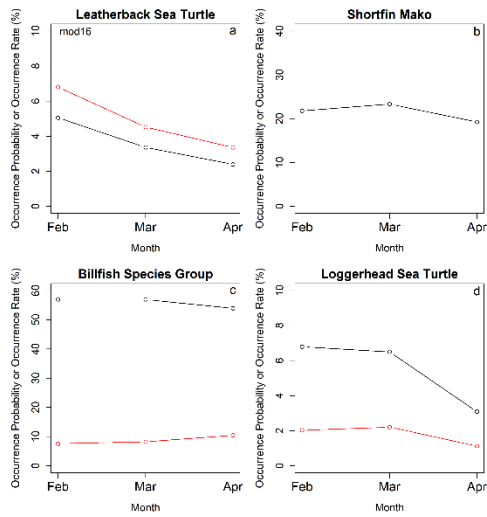 Leatherback Sea Turtle
mod16
a
Occurrence Probability or Occurrence Rate (%)
0
2
4
6
8
10
Feb
Mar
Apr
Month
Shortfin Mako
b
Occurrence Probability or Occurrence Rate (%)
0
10
20
30
40
Feb
Mar
Apr
Month
Billfish Species Group
c
Occurrence Probability or Occurrence Rate (%)
0
10
20
30
40
50
60
Feb
Mar
Apr
Month
Loggerhead Sea Turtle
d
Occurrence Probability or Occurrence Rate (%)
0
2
4
6
8
10
Feb
Mar
Apr
Month